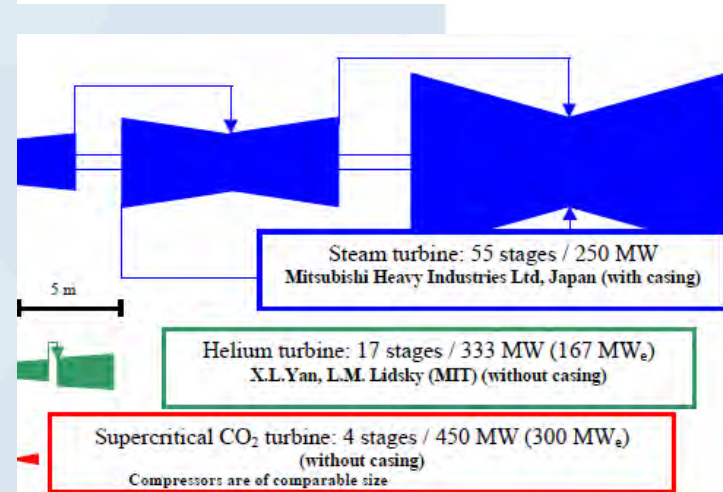 Steam turbine: 55 stages / 250 MW
Mitsubishi Heavy Industries Ltd, Japan (with casing)
5 m
Helium turbine: 17 stages / 333 MW (167 MWₑ)
X.L.Yan, L.M. Lidsky (MIT) (without casing)
Supercritical CO₂ turbine: 4 stages / 450 MW (300 MWₑ)
(without casing)
Compressors are of comparable size